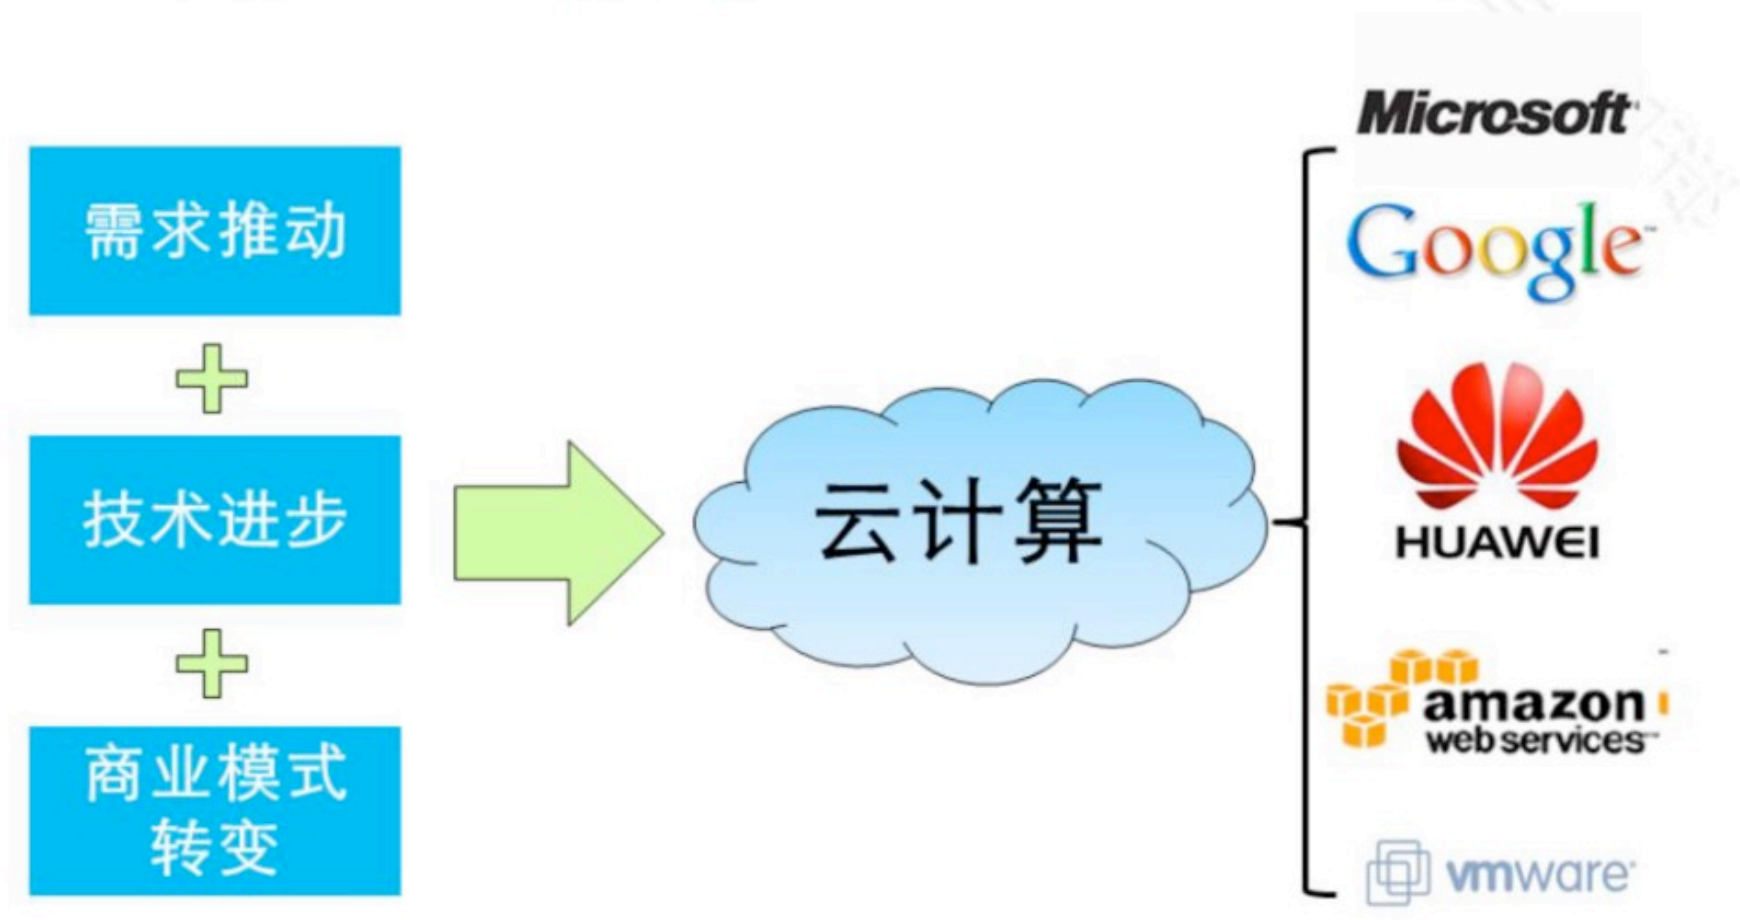 需求推动
技术进步
商业模式
转变
云计算
Microsoft
Google
HUAWEI
amazon
web services
vmware